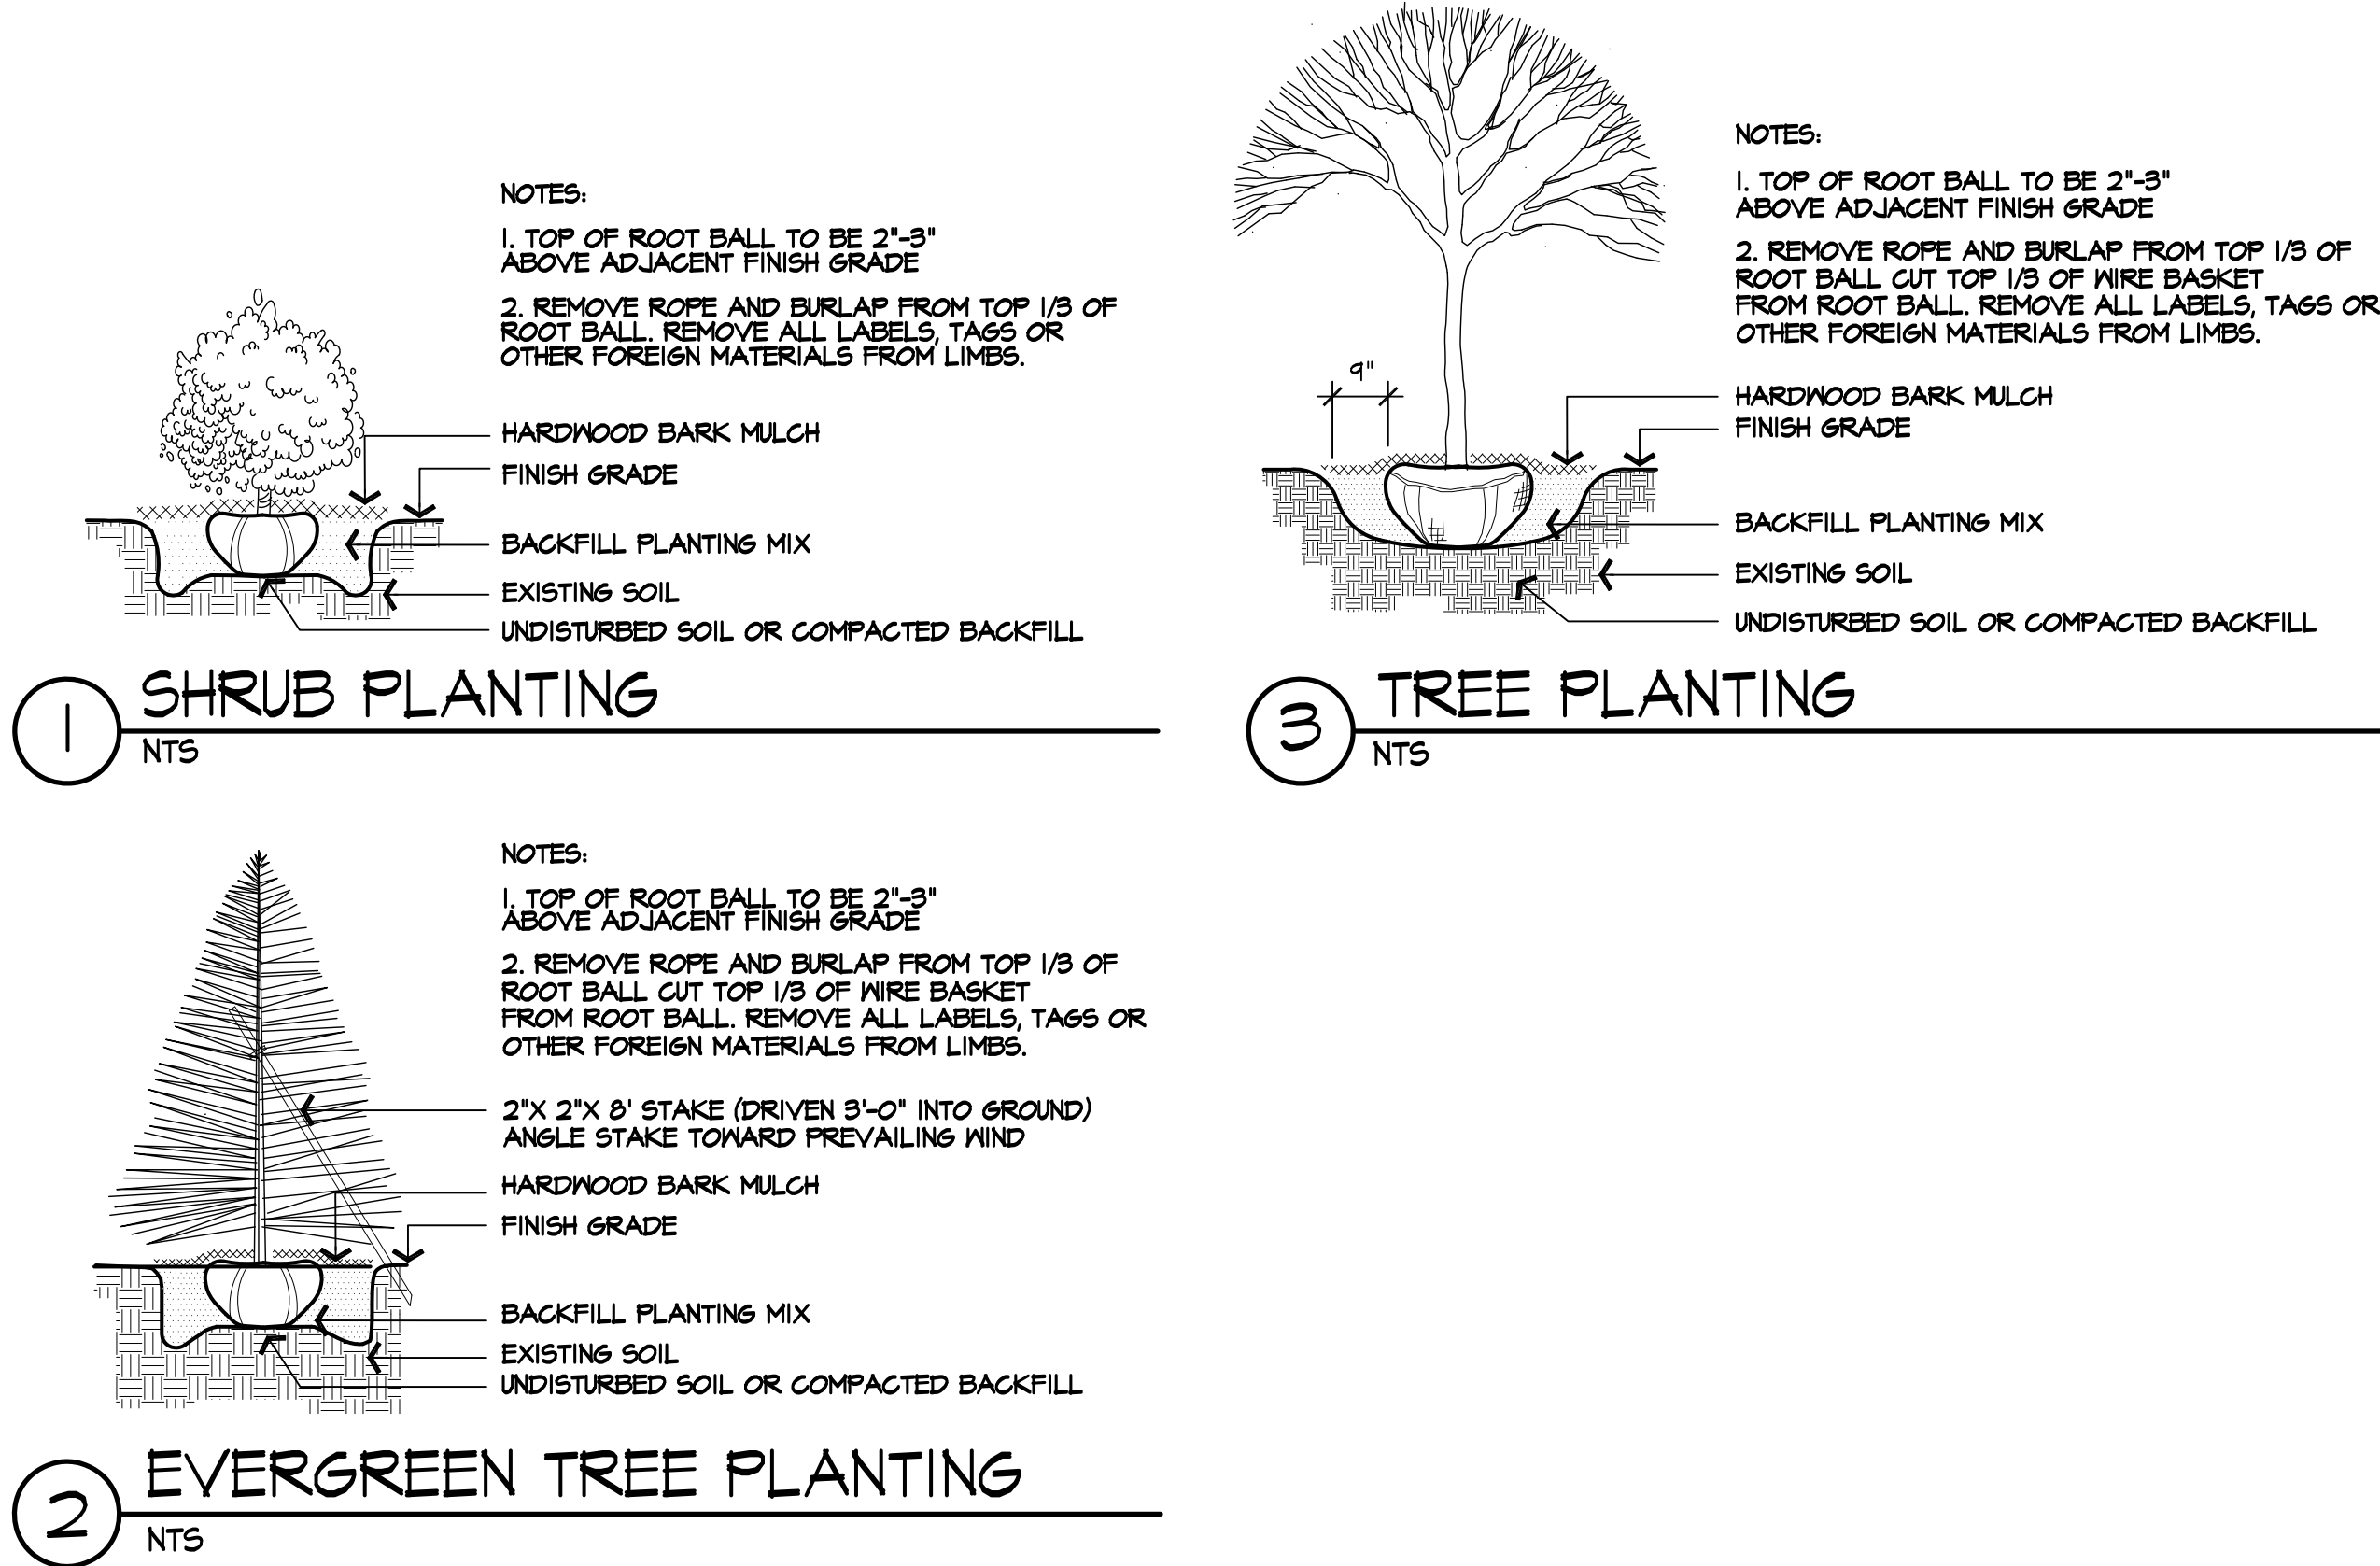 NOTES:
1. TOP OF ROOT BALL TO BE 2"-3"
ABOVE ADJACENT FINISH GRADE
2. REMOVE ROPE AND BURLAP FROM TOP 1/3 OF
ROOT BALL. REMOVE ALL LABELS, TAGS OR
OTHER FOREIGN MATERIALS FROM LIMBS.
HARDWOOD BARK MULCH
FINISH GRADE
BACKFILL PLANTING MIX
EXISTING SOIL
UNDISTURBED SOIL OR COMPACTED BACKFILL
1
SHRUB PLANTING
NTS
NOTES:
1. TOP OF ROOT BALL TO BE 2"-3"
ABOVE ADJACENT FINISH GRADE
2. REMOVE ROPE AND BURLAP FROM TOP 1/3 OF
ROOT BALL CUT TOP 1/3 OF WIRE BASKET
FROM ROOT BALL. REMOVE ALL LABELS, TAGS OR
OTHER FOREIGN MATERIALS FROM LIMBS.
9"
HARDWOOD BARK MULCH
FINISH GRADE
BACKFILL PLANTING MIX
EXISTING SOIL
UNDISTURBED SOIL OR COMPACTED BACKFILL
3
TREE PLANTING
NTS
NOTES:
1. TOP OF ROOT BALL TO BE 2"-3"
ABOVE ADJACENT FINISH GRADE
2. REMOVE ROPE AND BURLAP FROM TOP 1/3 OF
ROOT BALL CUT TOP 1/3 OF WIRE BASKET
FROM ROOT BALL. REMOVE ALL LABELS, TAGS OR
OTHER FOREIGN MATERIALS FROM LIMBS.
2"X 2"X 8' STAKE (DRIVEN 3'-0" INTO GROUND)
ANGLE STAKE TOWARD PREVAILING WIND
HARDWOOD BARK MULCH
FINISH GRADE
BACKFILL PLANTING MIX
EXISTING SOIL
UNDISTURBED SOIL OR COMPACTED BACKFILL
2
EVERGREEN TREE PLANTING
NTS